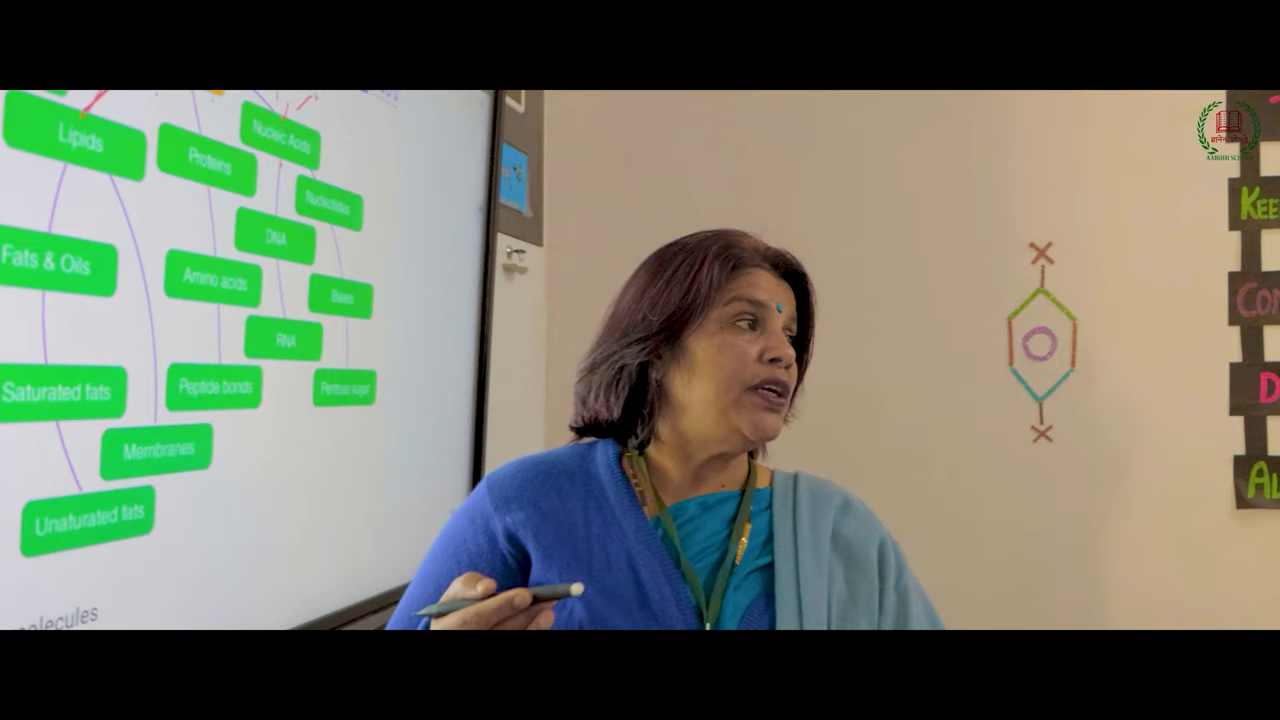 Lipids
Proteins
Nucleic Acids
Nucleotides
DNA
Fats & Oils
Amino acids
Bases
RNA
Saturated fats
Peptide bonds
Pentose sugar
Membranes
Unaturated fats
AAROHI